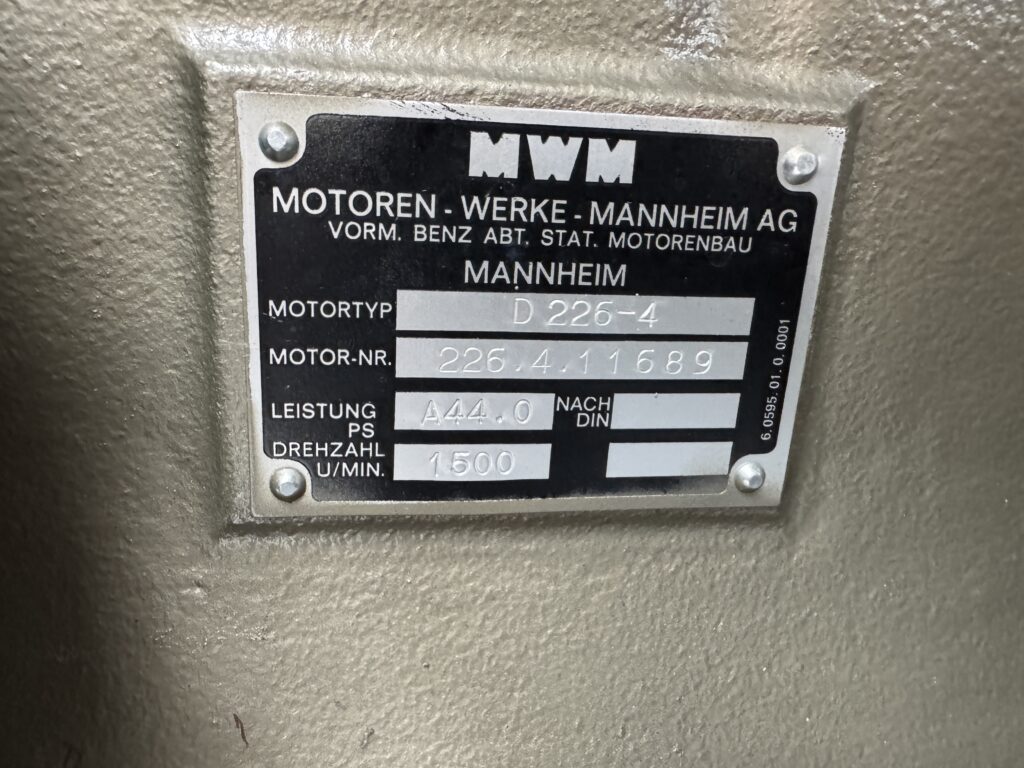 MWM
MOTOREN - WERKE - MANNHEIM AG
VORM. BENZ ABT. STAT. MOTORENBAU
MANNHEIM
MOTORTYP D 226-4
MOTOR-NR. 226.4.11689
LEISTUNG PS A44.0 NACH DIN
DREHZAHL U/MIN. 1500
6.0595.01.0.0001